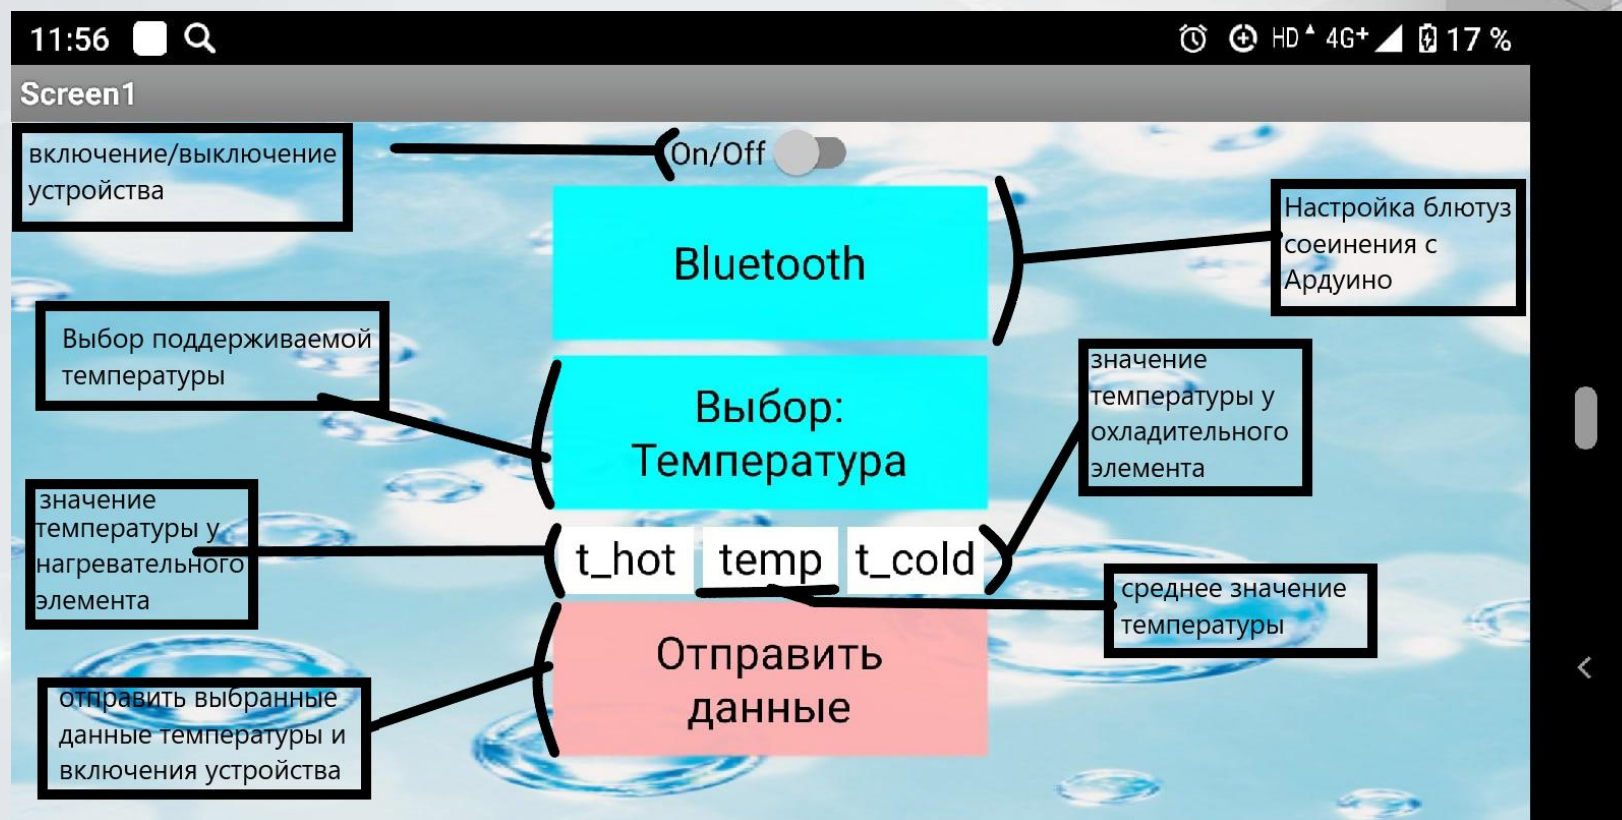 11:56 HD 4G+ 17 %
Screen1
включение/выключение
устройства
On/Off
Bluetooth
Настройка блютуз
соеинения с
Ардуино
Выбор поддерживаемой
температуры
Выбор:
Температура
значение
температуры у
охладительного
элемента
значение
температуры у
нагревательного
элемента
t_hot temp t_cold
среднее значение
температуры
Отправить
данные
отправить выбранные
данные температуры и
включения устройства